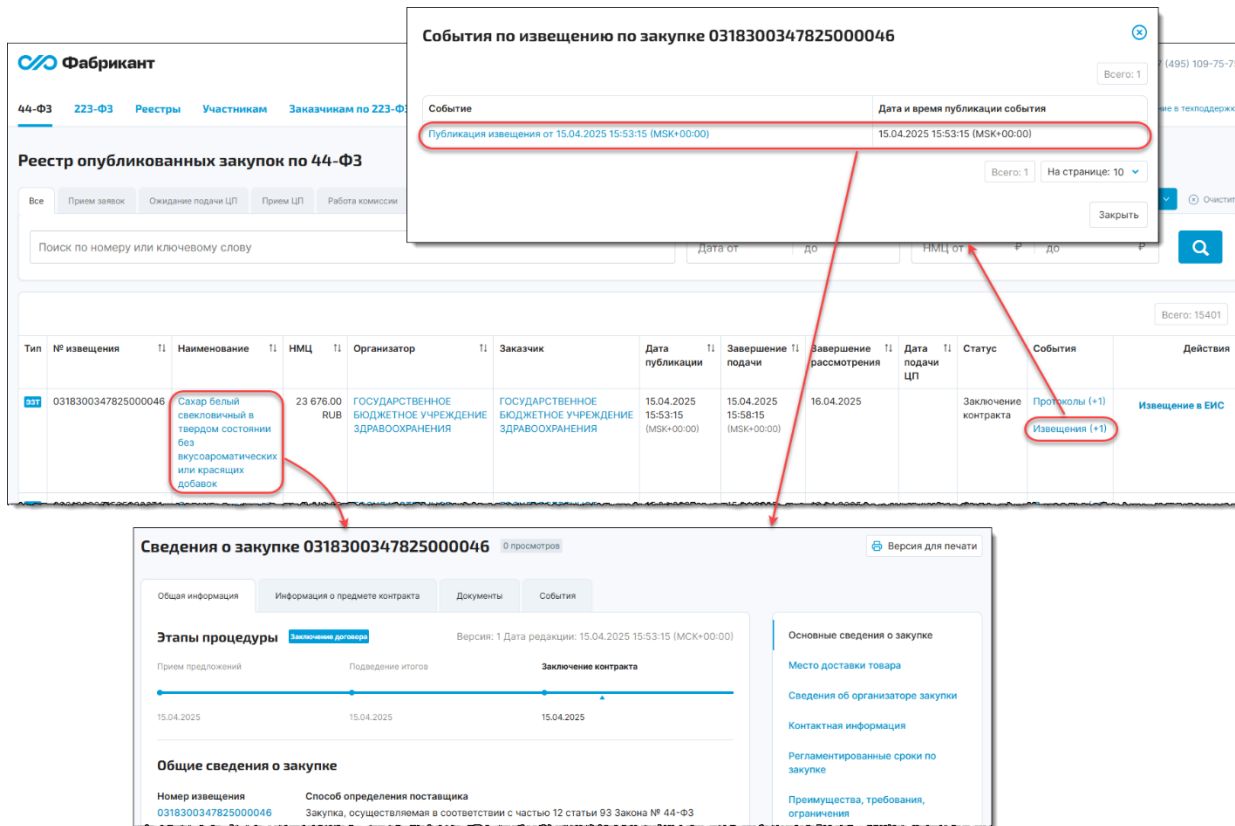 События по извещению по закупке 0318300347825000046
Всего: 1
Событие Дата и время публикации события
Публикация извещения от 15.04.2025 15:53:15 (MSK+00:00) 15.04.2025 15:53:15 (MSK+00:00)
Всего: 1 На странице: 10
Закрыть
Фабрикант
(495) 109-75-75
44-ФЗ 223-ФЗ Реестры Участникам Заказчикам по 223-ФЗ
Реестр опубликованных закупок по 44-ФЗ
Все Прием заявок Ожидание подачи ЦП Прием ЦП Работа комиссии
Поиск по номеру или ключевому слову Дата от до НМЦ от ₽ до ₽
Всего: 15401
Тип № извещения Наименование НМЦ Организатор Заказчик Дата Завершение Завершение Дата Статус События Действия
публикации подачи рассмотрения подачи
ЦП
ЭЗТ 0318300347825000046 Сахар белый 23 676.00 ГОСУДАРСТВЕННОЕ ГОСУДАРСТВЕННОЕ 15.04.2025 15.04.2025 16.04.2025 Заключение Протоколы (+1) Извещение в ЕИС
свекловичный в RUB БЮДЖЕТНОЕ УЧРЕЖДЕНИЕ БЮДЖЕТНОЕ УЧРЕЖДЕНИЕ 15:53:15 15:58:15 контракта
твердом состоянии ЗДРАВООХРАНЕНИЯ ЗДРАВООХРАНЕНИЯ (MSK+00:00) (MSK+00:00) Извещения (+1)
без
вкусоароматических
или красящих
добавок
Сведения о закупке 0318300347825000046 0 просмотров Версия для печати
Общая информация Информация о предмете контракта Документы События
Этапы процедуры Заключение договора Версия: 1 Дата редакции: 15.04.2025 15:53:15 (МСК+00:00)
Прием предложений Подведение итогов Заключение контракта
15.04.2025 15.04.2025 15.04.2025
Общие сведения о закупке
Номер извещения Способ определения поставщика
0318300347825000046 Закупка, осуществляемая в соответствии с частью 12 статьи 93 Закона № 44-ФЗ
Основные сведения о закупке
Место доставки товара
Сведения об организаторе закупки
Контактная информация
Регламентированные сроки по
закупке
Преимущества, требования,
ограничения